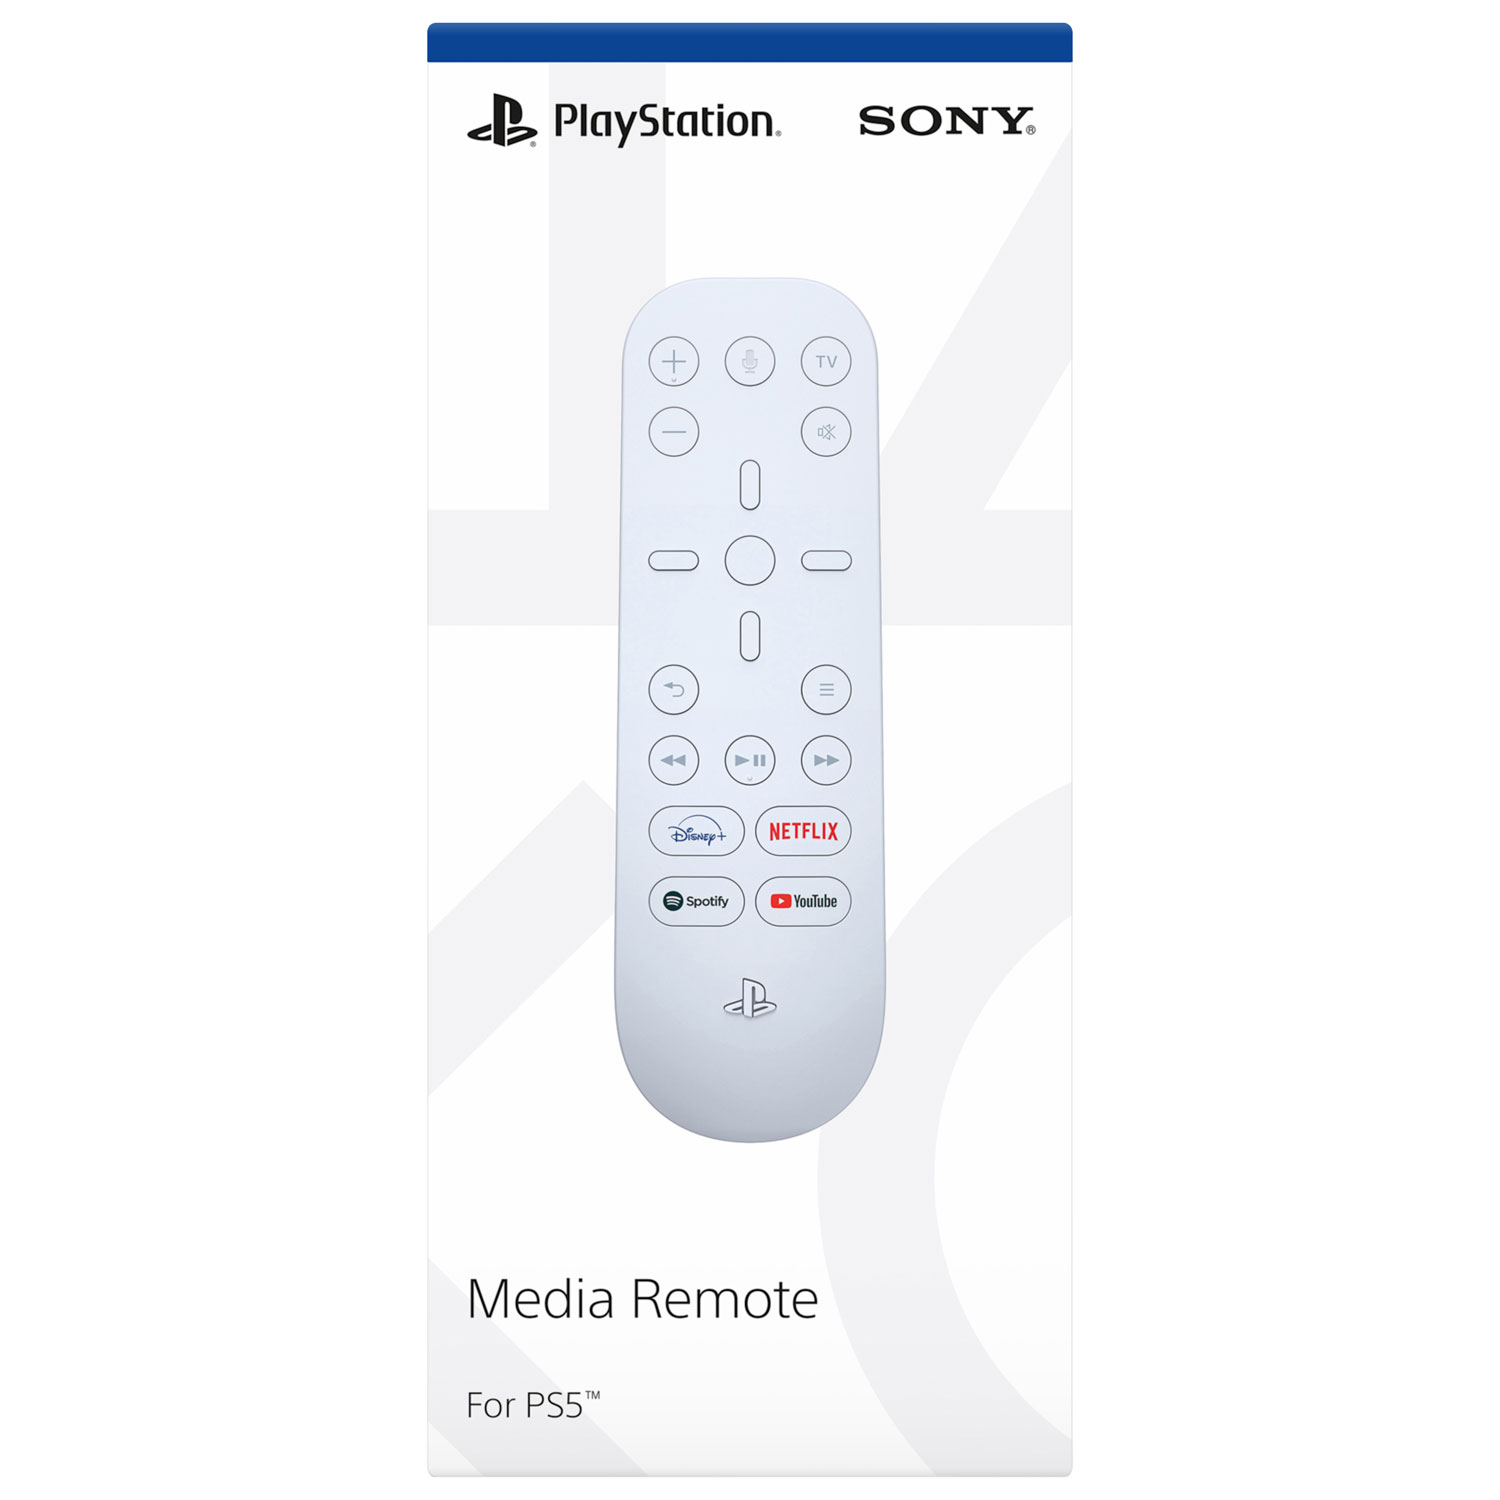 PlayStation®
SONY®
TV
Disney+
NETFLIX
Spotify
YouTube
Media Remote
For PS5™